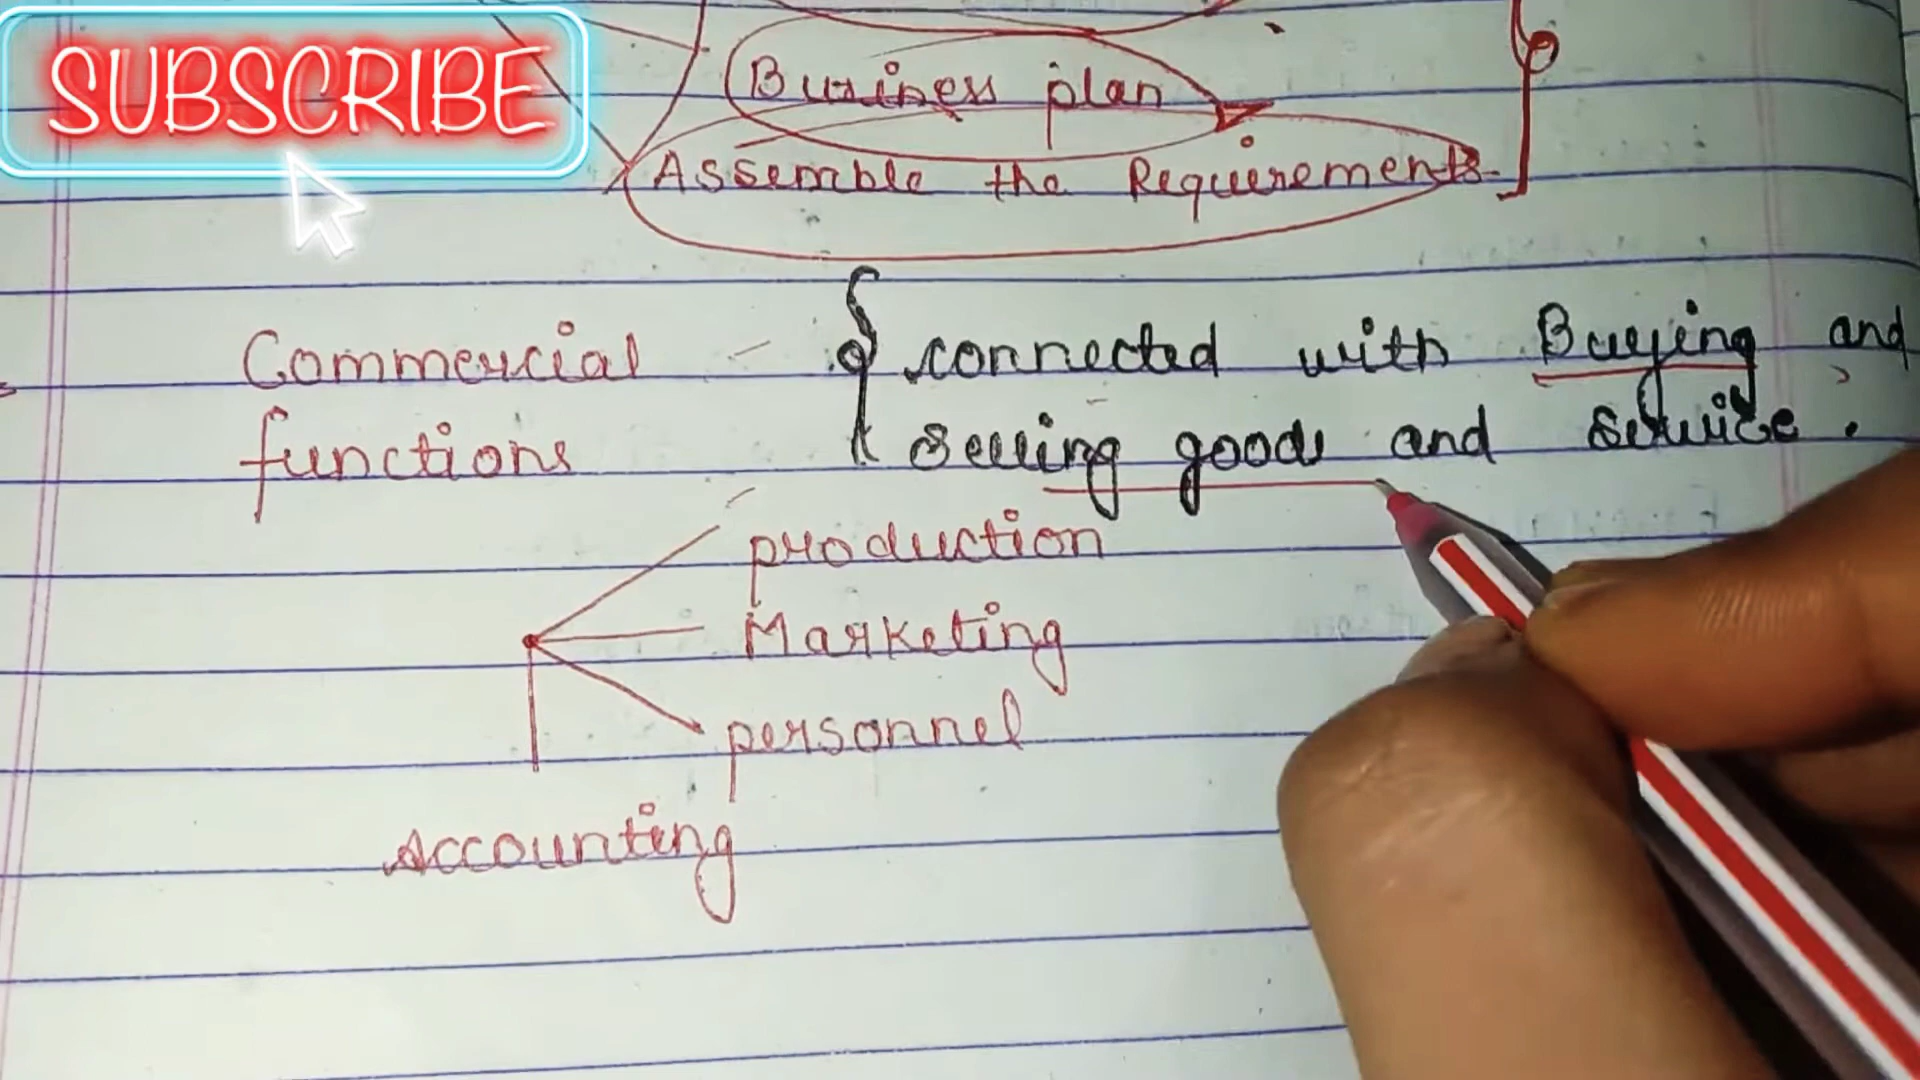 SUBSCRIBE
Business plan
Assemble the Requirements
Commercial - connected with Buying and
functions selling goods and service.
production
Marketing
personnel
Accounting